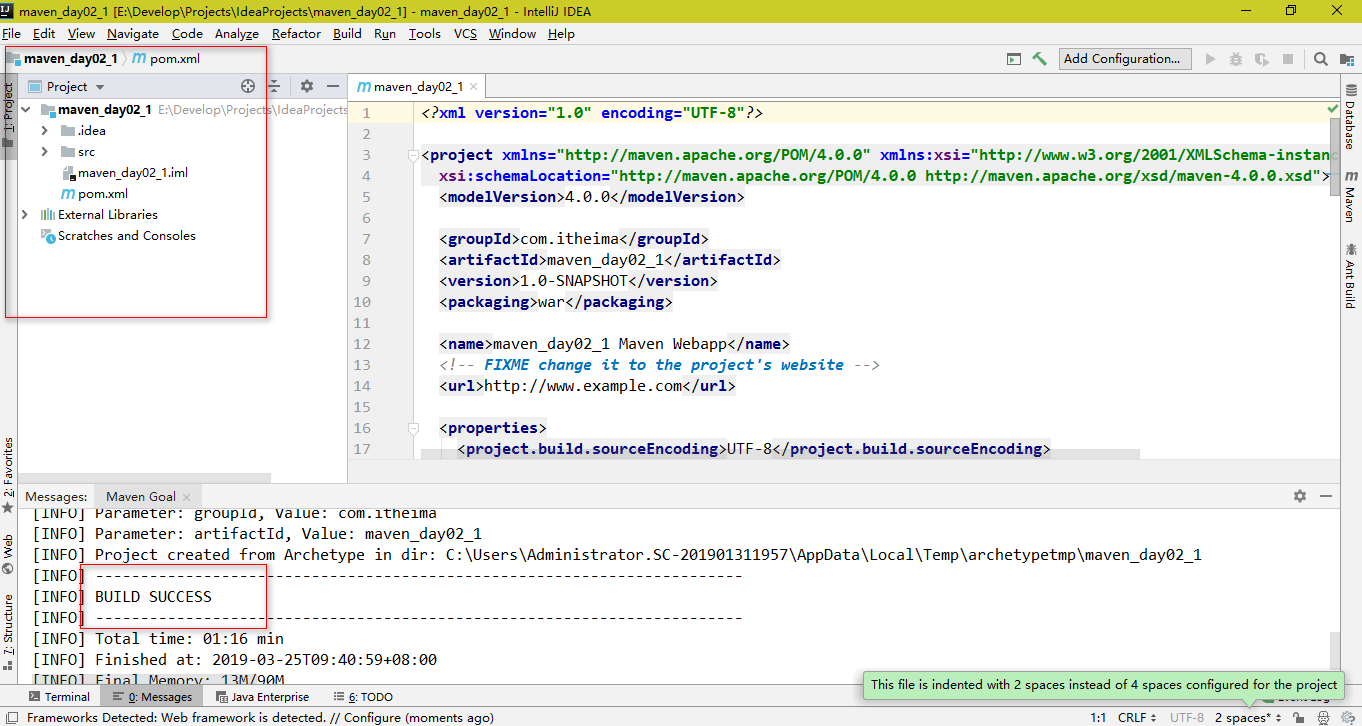 maven_day02_1 [E:\Develop\Projects\IdeaProjects\maven_day02_1] - maven_day02_1 - IntelliJ IDEA
File Edit View Navigate Code Analyze Refactor Build Run Tools VCS Window Help
maven_day02_1 pom.xml Add Configuration...
1: Project
Project
maven_day02_1 E:\Develop\Projects\IdeaProjects
.idea
src
maven_day02_1.iml
pom.xml
External Libraries
Scratches and Consoles
maven_day02_1
1 <?xml version="1.0" encoding="UTF-8"?>
2
3 <project xmlns="http://maven.apache.org/POM/4.0.0" xmlns:xsi="http://www.w3.org/2001/XMLSchema-instanc
4 xsi:schemaLocation="http://maven.apache.org/POM/4.0.0 http://maven.apache.org/xsd/maven-4.0.0.xsd">
5 <modelVersion>4.0.0</modelVersion>
6
7 <groupId>com.itheima</groupId>
8 <artifactId>maven_day02_1</artifactId>
9 <version>1.0-SNAPSHOT</version>
10 <packaging>war</packaging>
11
12 <name>maven_day02_1 Maven Webapp</name>
13 <!-- FIXME change it to the project's website -->
14 <url>http://www.example.com</url>
15
16 <properties>
17 <project.build.sourceEncoding>UTF-8</project.build.sourceEncoding>
Database
Maven
Ant Build
2: Favorites
Web
7: Structure
Messages: Maven Goal
[INFO] Parameter: groupId, Value: com.itheima
[INFO] Parameter: artifactId, Value: maven_day02_1
[INFO] Project created from Archetype in dir: C:\Users\Administrator.SC-201901311957\AppData\Local\Temp\archetypetmp\maven_day02_1
[INFO] ------------------------------------------------------------------------
[INFO] BUILD SUCCESS
[INFO] ------------------------------------------------------------------------
[INFO] Total time: 01:16 min
[INFO] Finished at: 2019-03-25T09:40:59+08:00
[INFO] Final Memory: 13M/90M
This file is indented with 2 spaces instead of 4 spaces configured for the project
Terminal 0: Messages Java Enterprise 6: TODO Event Log
Frameworks Detected: Web framework is detected. // Configure (moments ago) 1:1 CRLF UTF-8 2 spaces*